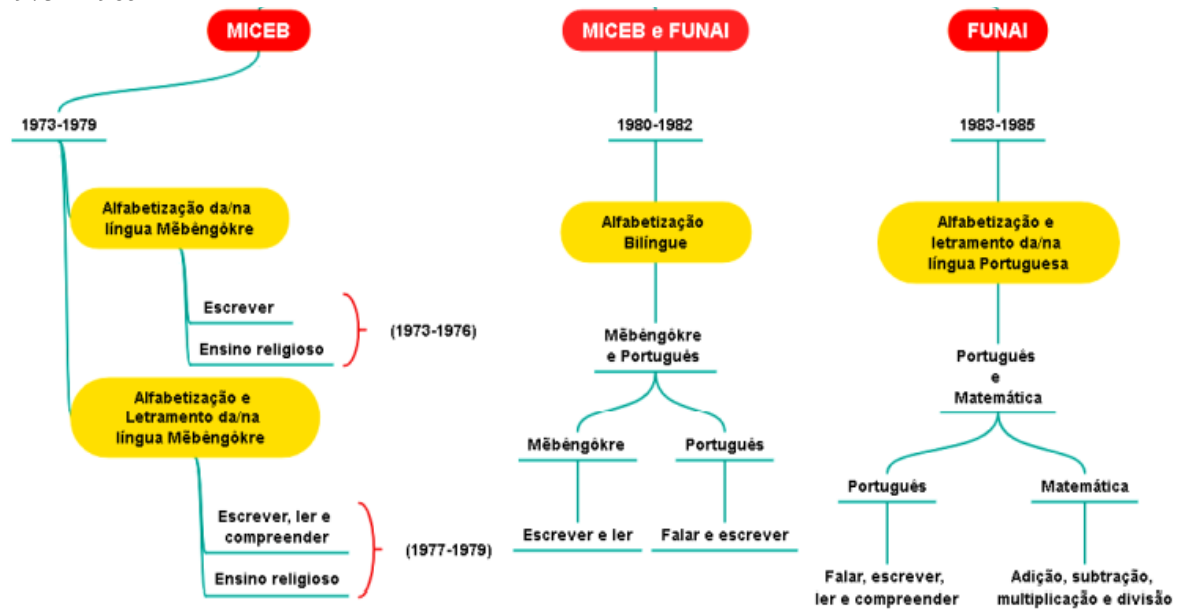 MICEB
1973-1979
Alfabetização da/na
língua Mẽbêngôkre
Escrever
Ensino religioso
(1973-1976)
Alfabetização e
Letramento da/na
língua Mẽbêngôkre
Escrever, ler e
compreender
Ensino religioso
(1977-1979)
MICEB e FUNAI
1980-1982
Alfabetização
Bilíngue
Mẽbêngôkre
e Português
Mẽbêngôkre
Escrever e ler
Português
Falar e escrever
FUNAI
1983-1985
Alfabetização e
letramento da/na
língua Portuguesa
Português
e
Matemática
Português
Falar, escrever,
ler e compreender
Matemática
Adição, subtração,
multiplicação e divisão